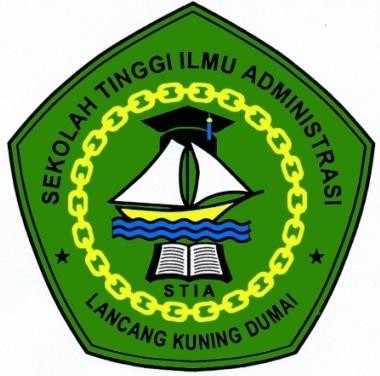 SEKOLAH TINGGI ILMU ADMINISTRASI
STIA
LANCANG KUNING DUMAI